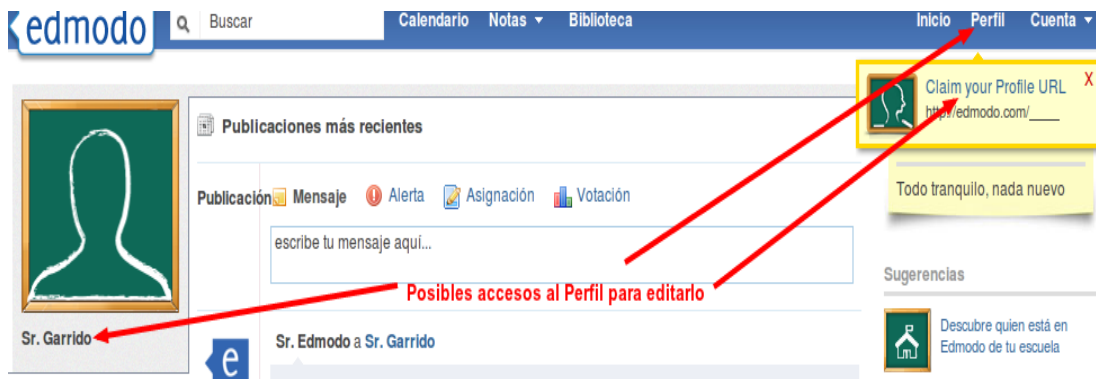 edmodo
Buscar
Calendario Notas Biblioteca
Inicio Perfil Cuenta
Claim your Profile URL X
http://edmodo.com/____
Publicaciones más recientes
Todo tranquilo, nada nuevo
Publicación Mensaje Alerta Asignación Votación
escribe tu mensaje aquí...
Sugerencias
Posibles accesos al Perfil para editarlo
Sr. Garrido
Sr. Edmodo a Sr. Garrido
Descubre quien está en
Edmodo de tu escuela
e